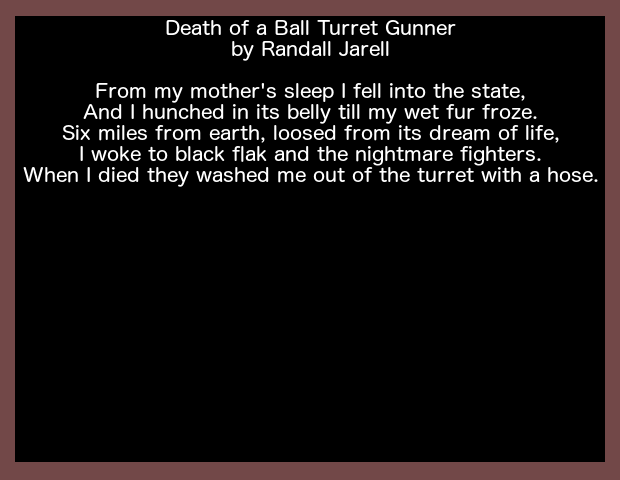 Death of a Ball Turret Gunner
by Randall Jarell
From my mother's sleep I fell into the state,
And I hunched in its belly till my wet fur froze.
Six miles from earth, loosed from its dream of life,
I woke to black flak and the nightmare fighters.
When I died they washed me out of the turret with a hose.